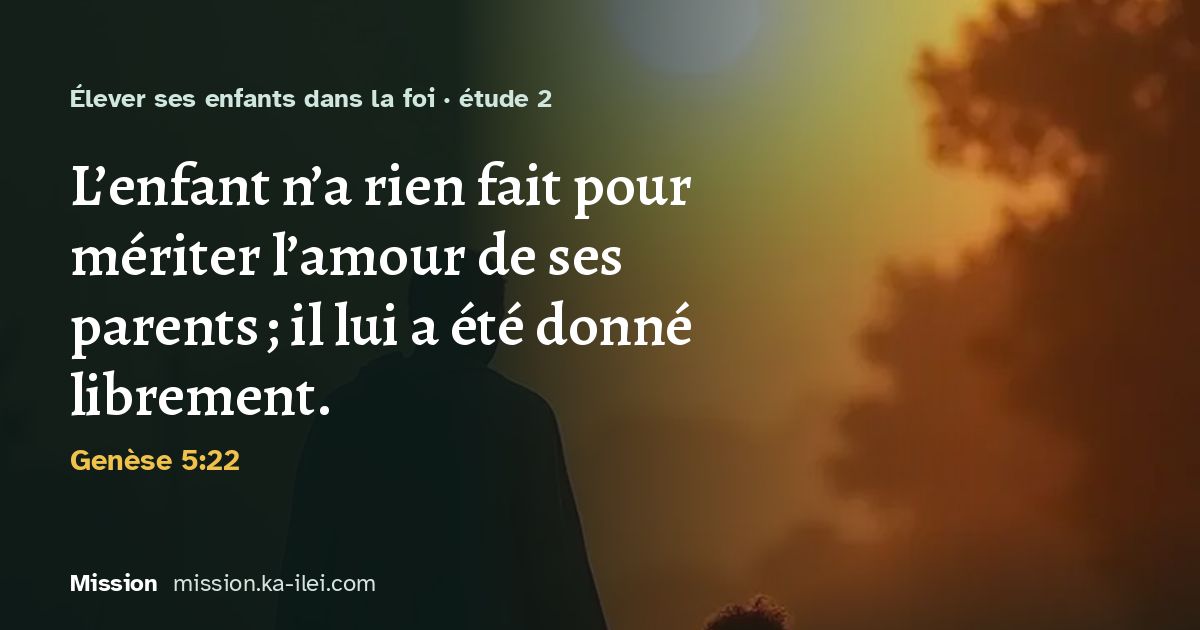 Élever ses enfants dans la foi · étude 2
L’enfant n’a rien fait pour
mériter l’amour de ses
parents ; il lui a été donné
librement.
Genèse 5:22
Mission mission.ka-ilei.com